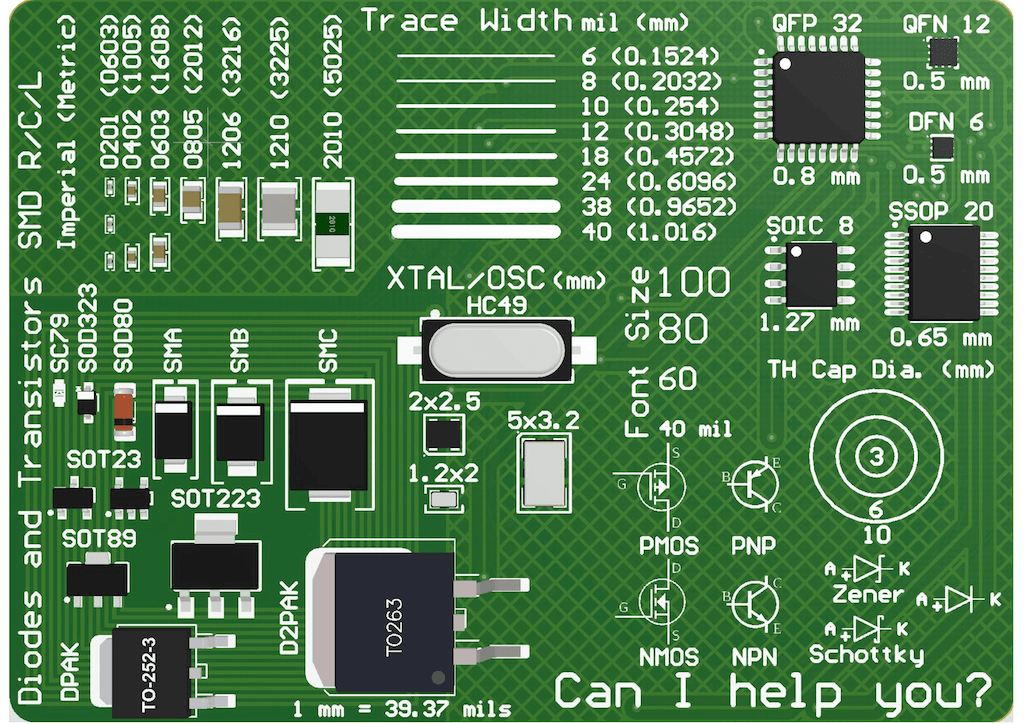 SMD R/C/L
Imperial (Metric)
0201 (0603)
0402 (1005)
0603 (1608)
0805 (2012)
1206 (3216)
1210 (3225)
2010 (5025)
2010
Trace Width mil (mm)
6 (0.1524)
8 (0.2032)
10 (0.254)
12 (0.3048)
18 (0.4572)
24 (0.6096)
38 (0.9652)
40 (1.016)
QFP 32
0.8 mm
QFN 12
0.5 mm
DFN 6
0.5 mm
SOIC 8
1.27 mm
SSOP 20
0.65 mm
XTAL/OSC (mm)
HC49
2x2.5
1.2x2
5x3.2
Font Size
100
80
60
40 mil
TH Cap Dia. (mm)
3
6
10
Diodes and Transistors
SC79
SOD323
SOD80
SMA
SMB
SMC
SOT23
SOT223
SOT89
DPAK
TO-252-3
D2PAK
TO263
S
G
D
PMOS
E
B
C
PNP
D
G
S
NMOS
C
B
E
NPN
A + K
Zener
A + K
A + K
Schottky
1 mm = 39.37 mils
Can I help you?